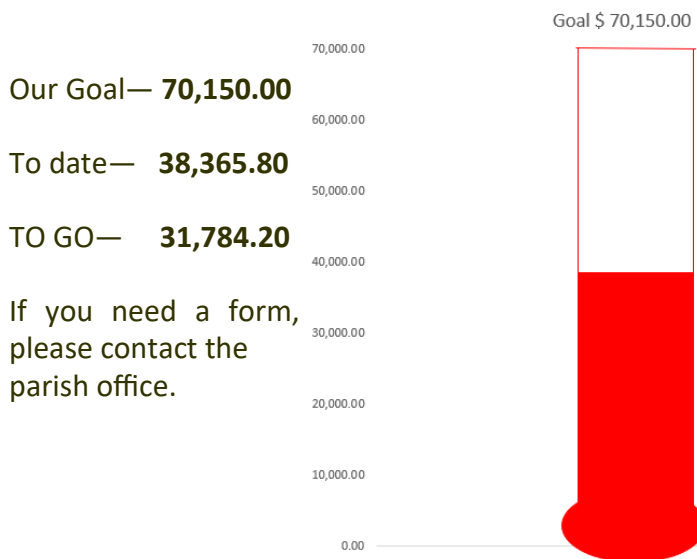 Our Goal— 70,150.00
To date— 38,365.80
TO GO— 31,784.20
If you need a form,
please contact the
parish office.
Goal $ 70,150.00
70,000.00
60,000.00
50,000.00
40,000.00
30,000.00
20,000.00
10,000.00
0.00